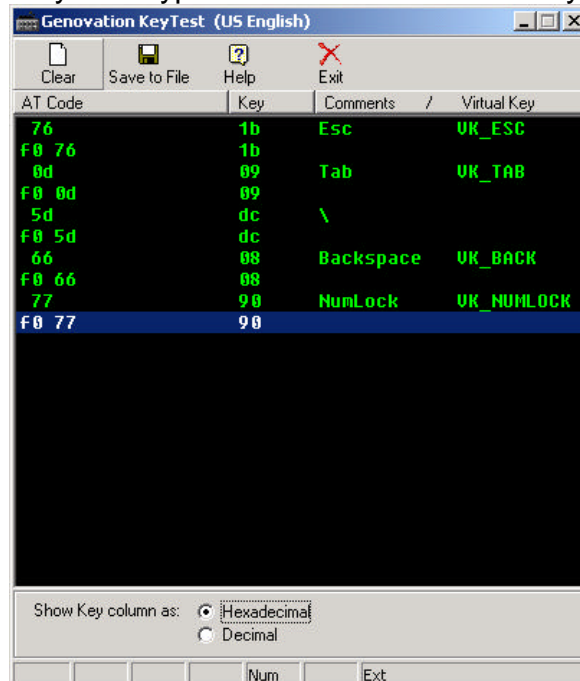 Genovation KeyTest (US English)
Clear Save to File Help Exit
AT Code Key Comments / Virtual Key
76 1b Esc VK_ESC
f0 76 1b
0d 09 Tab VK_TAB
f0 0d 09
5d dc \
f0 5d dc
66 08 Backspace VK_BACK
f0 66 08
77 90 NumLock VK_NUMLOCK
f0 77 90
Show Key column as: Hexadecimal
Decimal
Num Ext